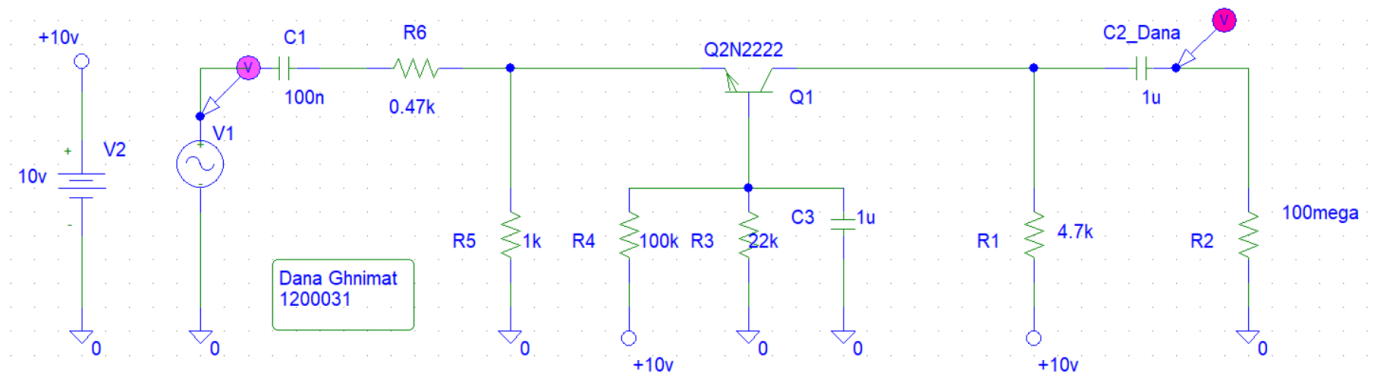 +10v
V2
+
10v
-
0
V
C1
100n
V1
+
-
0
R6
0.47k
Dana Ghnimat
1200031
R5
1k
0
Q2N2222
Q1
R4
100k
+10v
R3
22k
0
C3
1u
0
R1
4.7k
+10v
C2_Dana
1u
V
R2
100mega
0